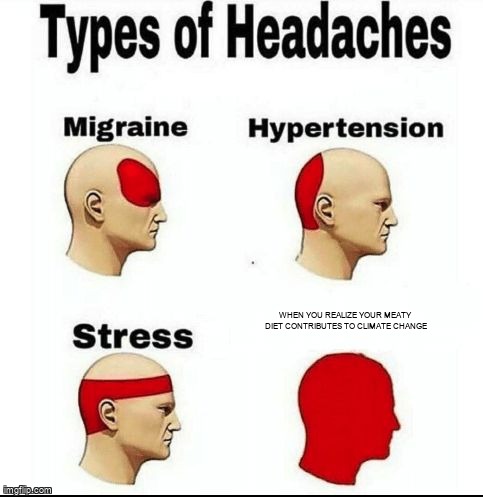 Types of Headaches
Migraine
Hypertension
Stress
WHEN YOU REALIZE YOUR MEATY
DIET CONTRIBUTES TO CLIMATE CHANGE
imgflip.com